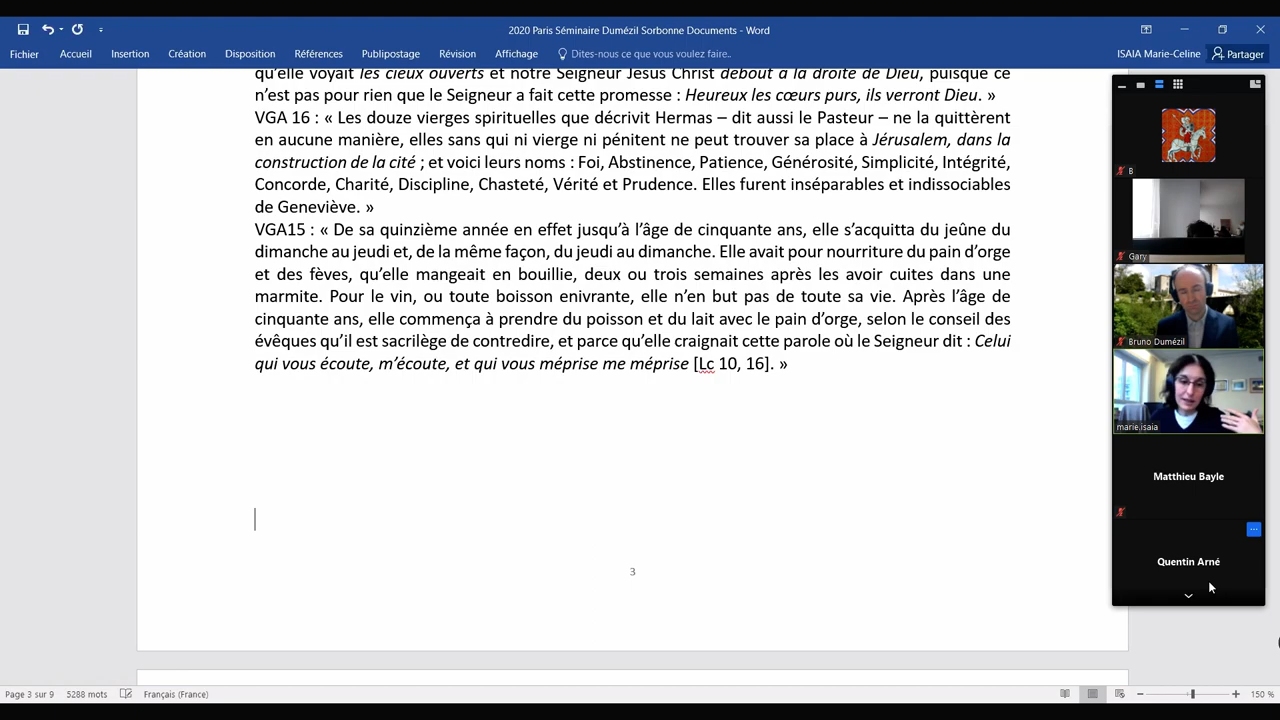 2020 Paris Séminaire Dumézil Sorbonne Documents - Word
Fichier Accueil Insertion Création Disposition Références Publipostage Révision Affichage Dites-nous ce que vous voulez faire.. ISAIA Marie-Celine Partager
qu’elle voyait les cieux ouverts et notre Seigneur Jésus Christ debout à la droite de Dieu, puisque ce
n’est pas pour rien que le Seigneur a fait cette promesse : Heureux les cœurs purs, ils verront Dieu. »
VGA 16 : « Les douze vierges spirituelles que décrivit Hermas – dit aussi le Pasteur – ne la quittèrent
en aucune manière, elles sans qui ni vierge ni pénitent ne peut trouver sa place à Jérusalem, dans la
construction de la cité ; et voici leurs noms : Foi, Abstinence, Patience, Générosité, Simplicité, Intégrité,
Concorde, Charité, Discipline, Chasteté, Vérité et Prudence. Elles furent inséparables et indissociables
de Geneviève. »
VGA15 : « De sa quinzième année en effet jusqu’à l’âge de cinquante ans, elle s’acquitta du jeûne du
dimanche au jeudi et, de la même façon, du jeudi au dimanche. Elle avait pour nourriture du pain d’orge
et des fèves, qu’elle mangeait en bouillie, deux ou trois semaines après les avoir cuites dans une
marmite. Pour le vin, ou toute boisson enivrante, elle n’en but pas de toute sa vie. Après l’âge de
cinquante ans, elle commença à prendre du poisson et du lait avec le pain d’orge, selon le conseil des
évêques qu’il est sacrilège de contredire, et parce qu’elle craignait cette parole où le Seigneur dit : Celui
qui vous écoute, m’écoute, et qui vous méprise me méprise [Lc 10, 16]. »
3
B
Gary
Bruno Dumézil
marie.isaia
Matthieu Bayle
Quentin Arné
Page 3 sur 9 5288 mots Français (France) 150 %